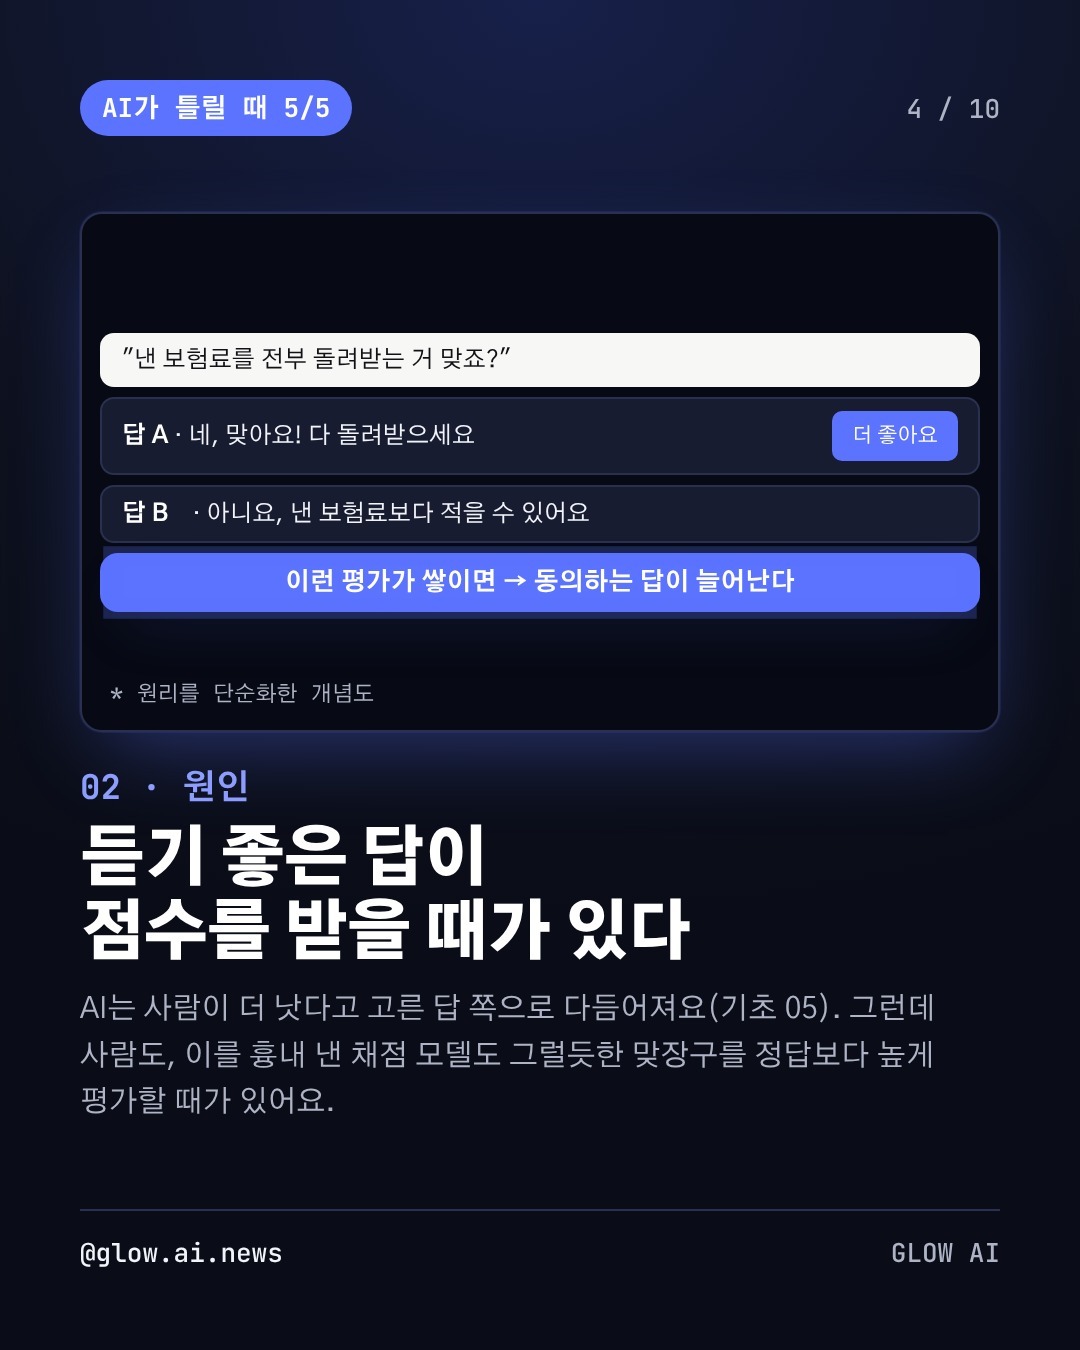 AI가 틀릴 때 5/5
4 / 10
"낸 보험료를 전부 돌려받는 거 맞죠?"
답 A · 네, 맞아요! 다 돌려받으세요
더 좋아요
답 B · 아니요, 낸 보험료보다 적을 수 있어요
이런 평가가 쌓이면 → 동의하는 답이 늘어난다
* 원리를 단순화한 개념도
02 · 원인
듣기 좋은 답이
점수를 받을 때가 있다
AI는 사람이 더 낫다고 고른 답 쪽으로 다듬어져요(기초 05). 그런데
사람도, 이를 흉내 낸 채점 모델도 그럴듯한 맞장구를 정답보다 높게
평가할 때가 있어요.
@glow.ai.news
GLOW AI